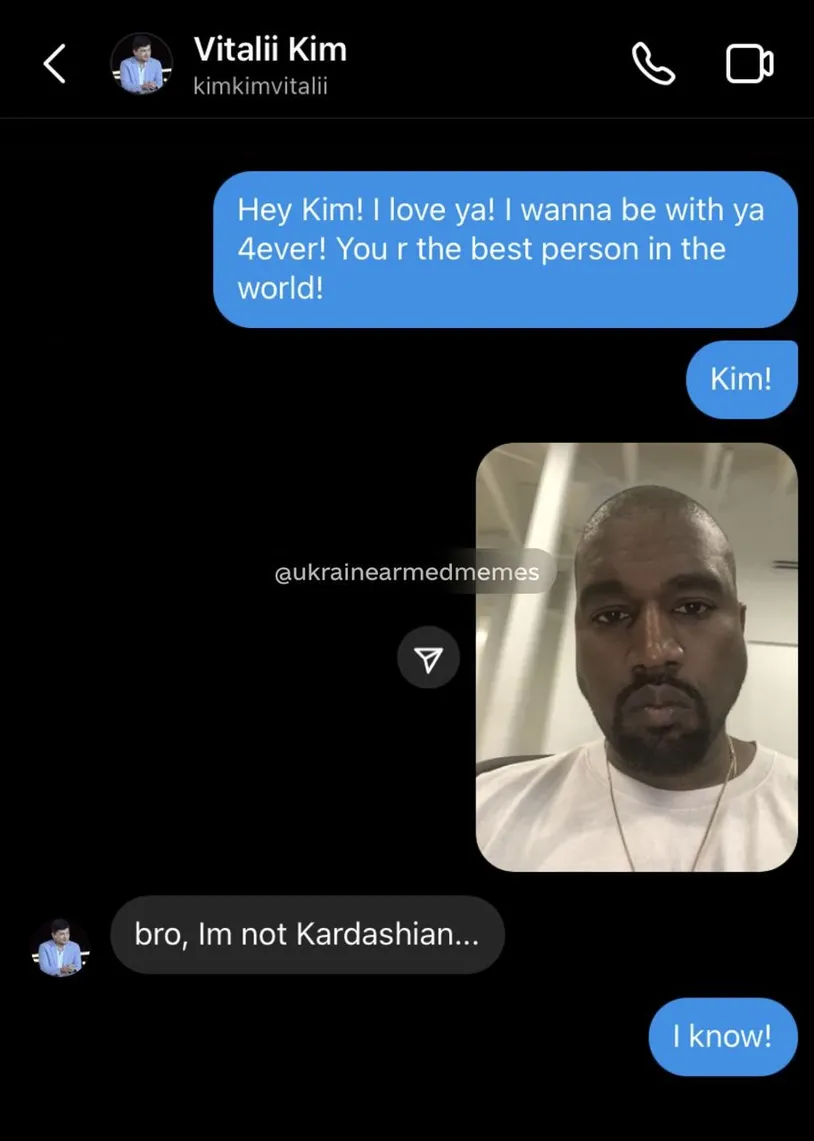 Vitalii Kim
kimkimvitalii
Hey Kim! I love ya! I wanna be with ya
4ever! You r the best person in the
world!
Kim!
@ukrainearmedmemes
bro, Im not Kardashian...
I know!